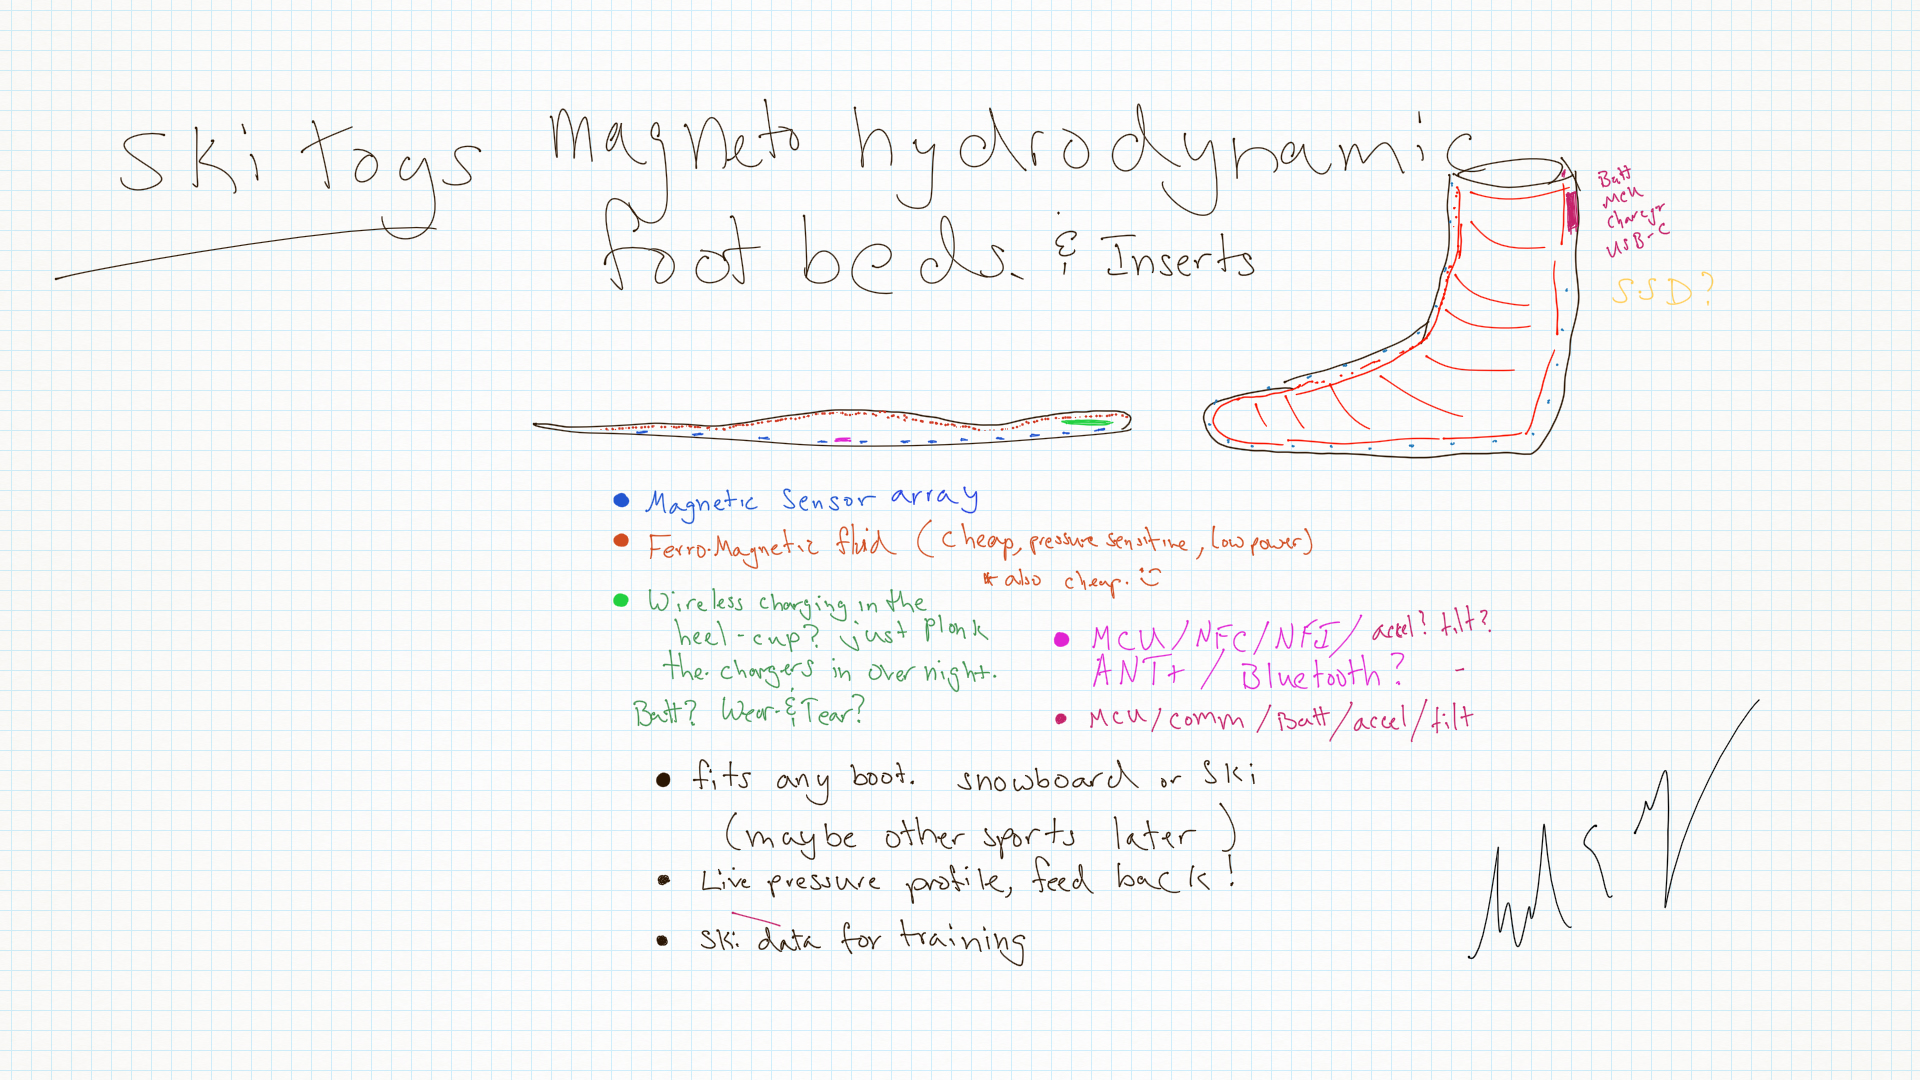 Ski togs
Magneto hydrodynamic
foot beds. & Inserts
Batt
MCU
USB-C
SSD?
Magnetic Sensor array
Ferro-Magnetic fluid (cheap, pressure sensitive, low power)
* also cheap. :)
Wireless charging in the
heel-cup? just plonk
the chargers in over night.
Batt? Wear & Tear?
MCU/NFC/NFI/ accel? tilt?
ANT+ / Bluetooth?
MCU/comm/Batt/accel/tilt
fits any boot. snowboard or Ski
(maybe other sports later)
Live pressure profile, feed back!
Ski data for training